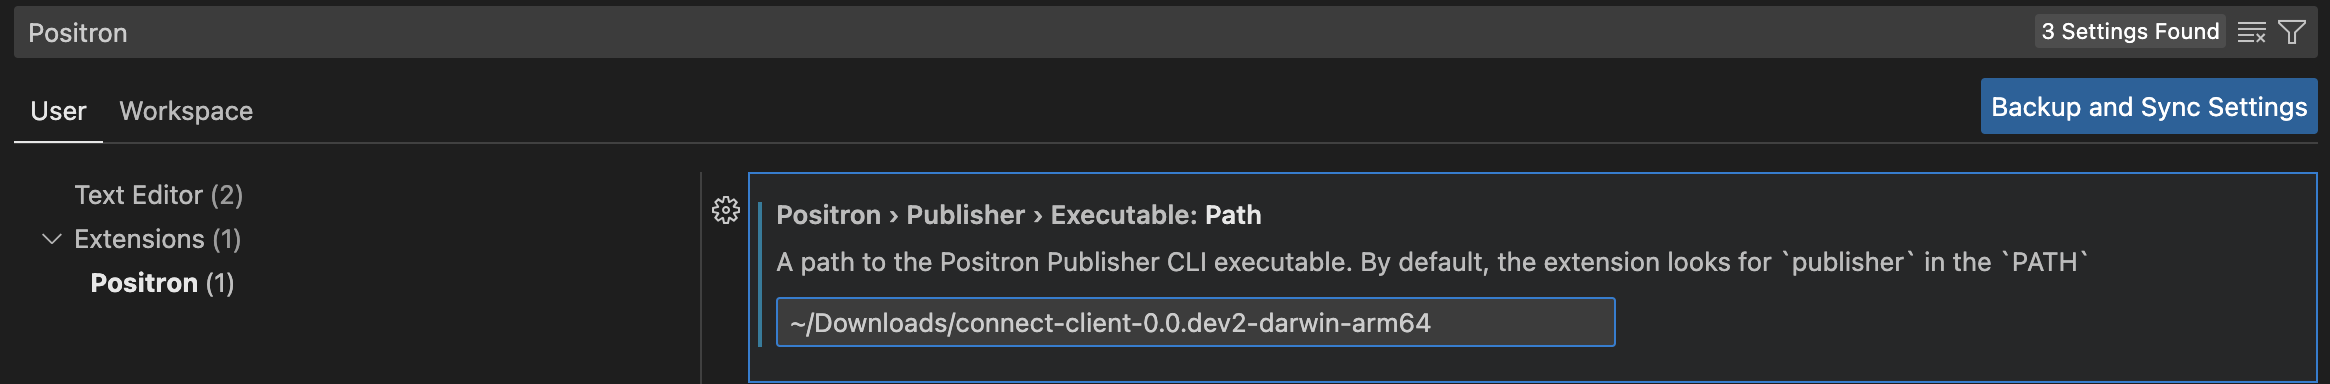 Positron
3 Settings Found
User Workspace
Backup and Sync Settings
Text Editor (2)
Extensions (1)
Positron (1)
Positron › Publisher › Executable: Path
A path to the Positron Publisher CLI executable. By default, the extension looks for `publisher` in the `PATH`
~/Downloads/connect-client-0.0.dev2-darwin-arm64